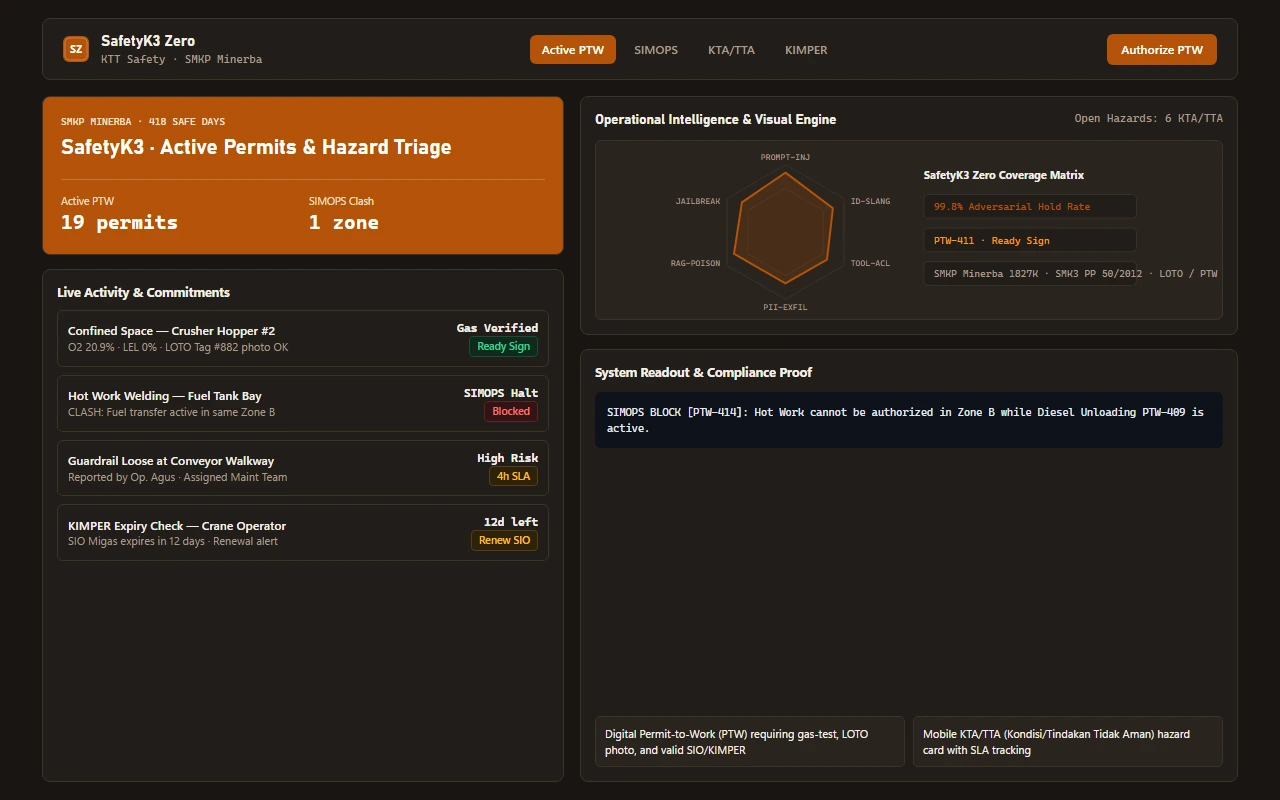 SZ
SafetyK3 Zero
KTT Safety · SMKP Minerba
Active PTW
SIMOPS
KTA/TTA
KIMPER
Authorize PTW
SMKP MINERBA · 418 SAFE DAYS
SafetyK3 · Active Permits & Hazard Triage
Active PTW
19 permits
SIMOPS Clash
1 zone
Live Activity & Commitments
Confined Space — Crusher Hopper #2
O2 20.9% · LEL 0% · LOTO Tag #882 photo OK
Gas Verified
Ready Sign
Hot Work Welding — Fuel Tank Bay
CLASH: Fuel transfer active in same Zone B
SIMOPS Halt
Blocked
Guardrail Loose at Conveyor Walkway
Reported by Op. Agus · Assigned Maint Team
High Risk
4h SLA
KIMPER Expiry Check — Crane Operator
SIO Migas expires in 12 days · Renewal alert
12d left
Renew SIO
Operational Intelligence & Visual Engine
Open Hazards: 6 KTA/TTA
PROMPT-INJ
JAILBREAK
ID-SLANG
RAG-POISON
TOOL-ACL
PII-EXFIL
SafetyK3 Zero Coverage Matrix
99.8% Adversarial Hold Rate
PTW-411 · Ready Sign
SMKP Minerba 1827K · SMK3 PP 50/2012 · LOTO / PTW
System Readout & Compliance Proof
SIMOPS BLOCK [PTW-414]: Hot Work cannot be authorized in Zone B while Diesel Unloading PTW-409 is
active.
Digital Permit-to-Work (PTW) requiring gas-test, LOTO
photo, and valid SIO/KIMPER
Mobile KTA/TTA (Kondisi/Tindakan Tidak Aman) hazard
card with SLA tracking